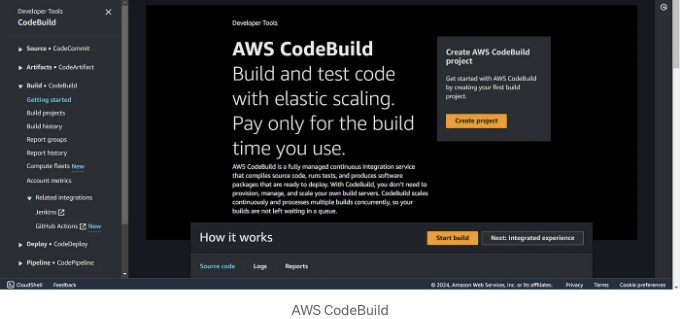 Developer Tools
CodeBuild
Source • CodeCommit
Artifacts • CodeArtifact
Build • CodeBuild
Getting started
Build projects
Build history
Report groups
Report history
Compute fleets New
Account metrics
Related integrations
Jenkins
GitHub Actions New
Deploy • CodeDeploy
Pipeline • CodePipeline
Developer Tools
AWS CodeBuild
Build and test code
with elastic scaling.
Pay only for the build
time you use.
AWS CodeBuild is a fully managed continuous integration service
that compiles source code, runs tests, and produces software
packages that are ready to deploy. With CodeBuild, you don't need to
provision, manage, and scale your own build servers. CodeBuild scales
continuously and processes multiple builds concurrently, so your
builds are not left waiting in a queue.
Create AWS CodeBuild
project
Get started with AWS CodeBuild
by creating your first build
project.
Create project
How it works
Start build
Next: Integrated experience
Source code Logs Reports
CloudShell Feedback
© 2024, Amazon Web Services, Inc. or its affiliates. Privacy Terms Cookie preferences
AWS CodeBuild